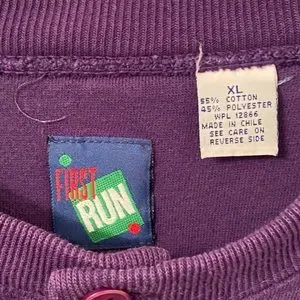 FIRST
RUN
XL
55% COTTON
45% POLYESTER
WPL 12866
MADE IN CHILE
SEE CARE ON
REVERSE SIDE